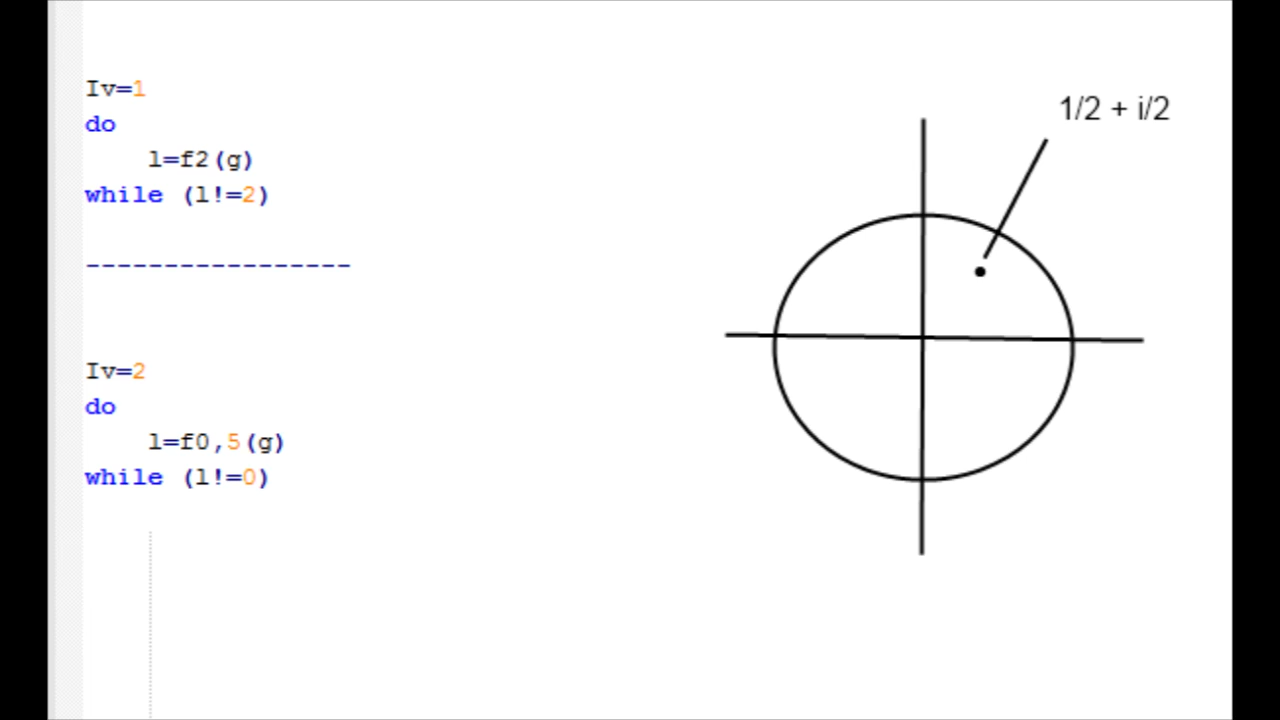 Iv=1
do
l=f2(g)
while (l!=2)
-----------------
Iv=2
do
l=f0,5(g)
while (l!=0)
1/2 + i/2